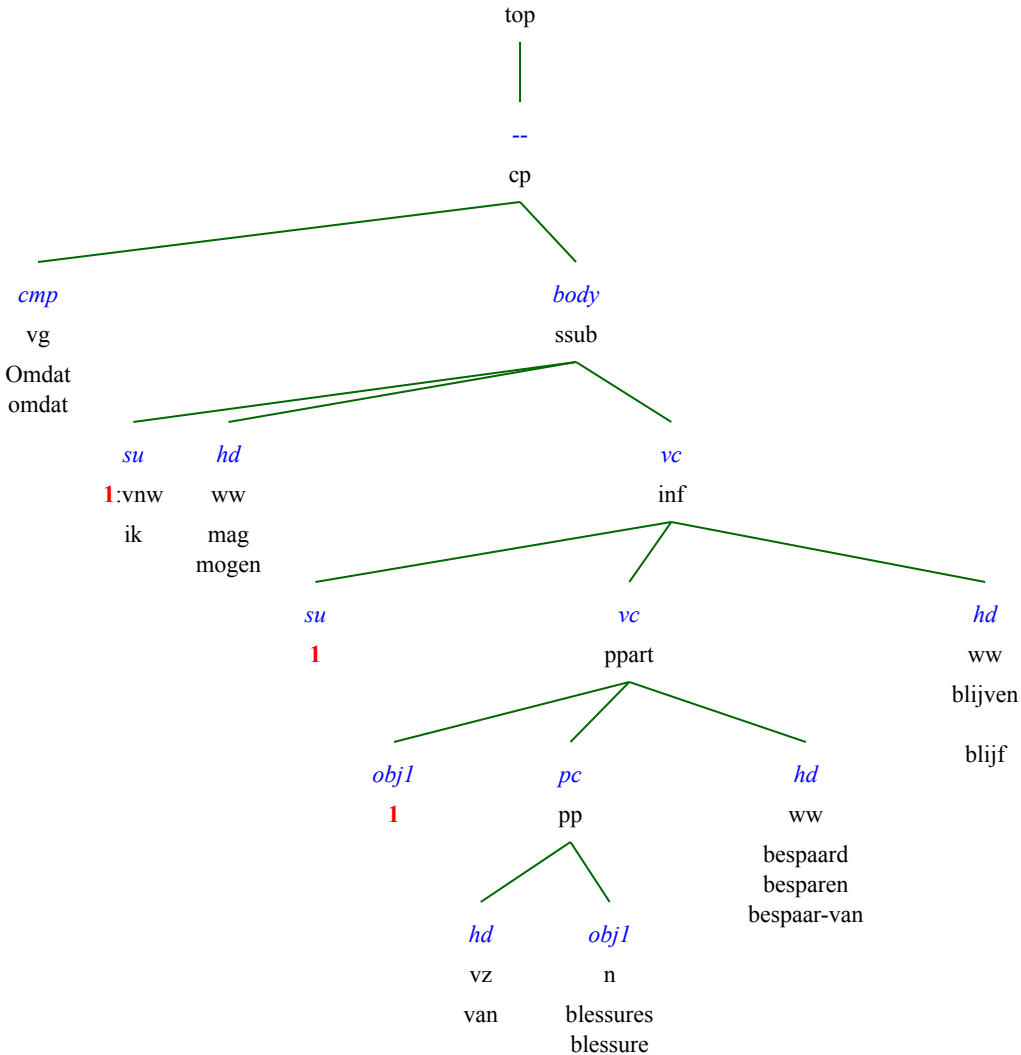 top
--
cp
cmp body
vg ssub
Omdat
omdat
su hd vc
1:vnw ww inf
ik mag
mogen
su vc hd
1 ppart ww
blijven
blijf
obj1 pc hd
1 pp ww
bespaard
besparen
bespaar-van
hd obj1
vz n
van blessures
blessure